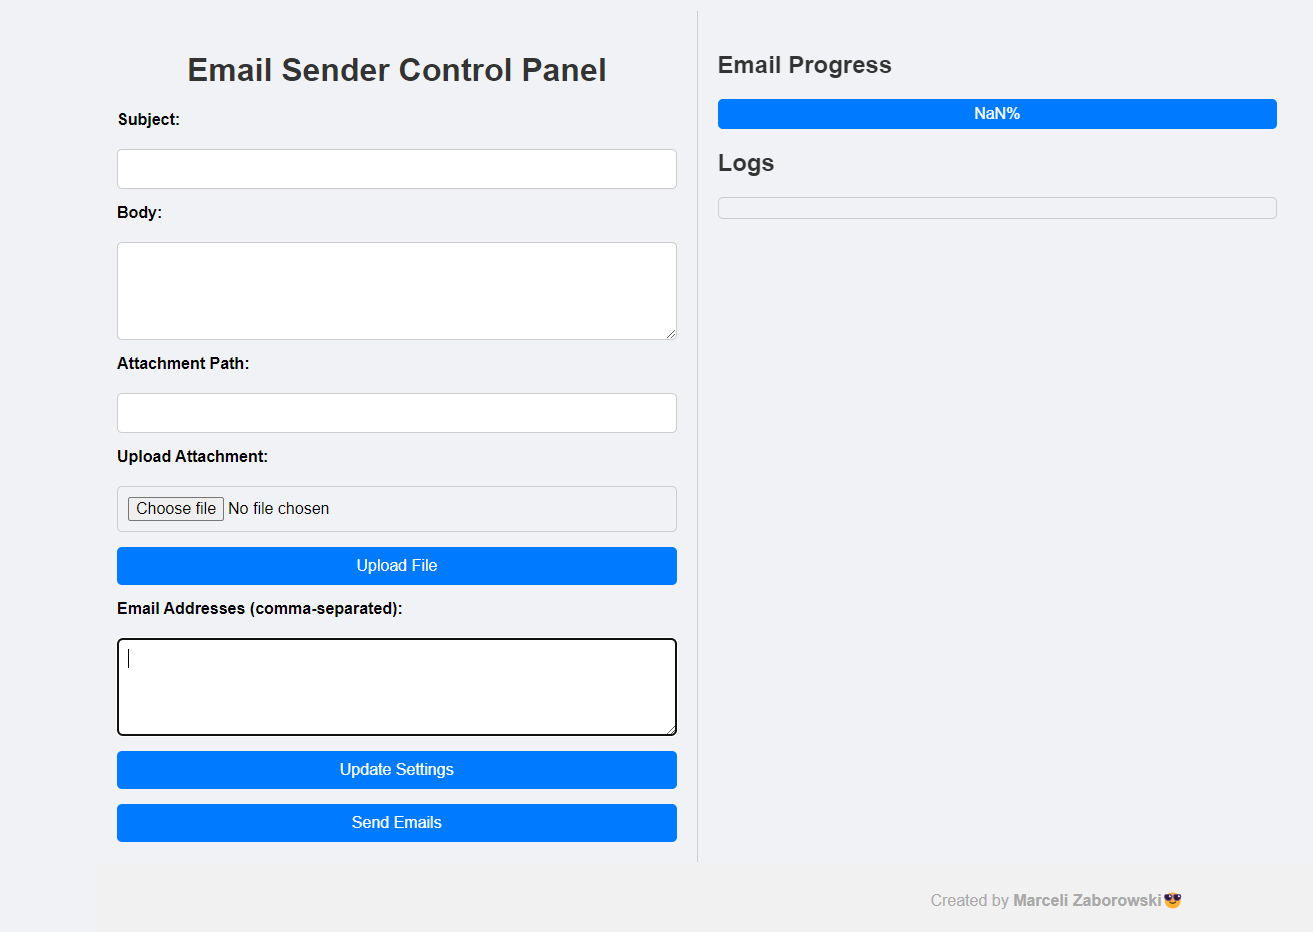 Email Sender Control Panel
Subject:
Body:
Attachment Path:
Upload Attachment:
Choose file No file chosen
Upload File
Email Addresses (comma-separated):
Update Settings
Send Emails
Email Progress
NaN%
Logs
Created by Marceli Zaborowski😎